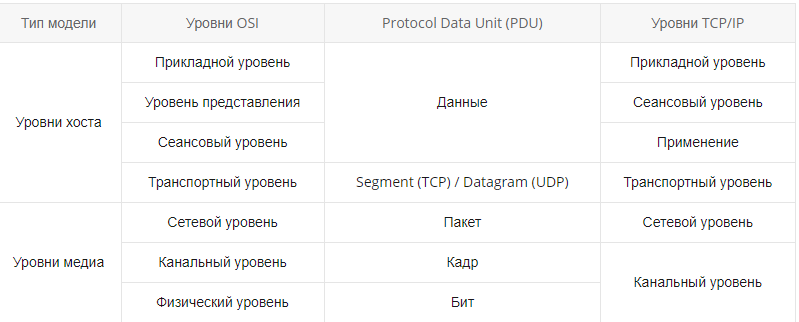 Тип модели Уровни OSI Protocol Data Unit (PDU) Уровни TCP/IP
Прикладной уровень Прикладной уровень
Уровень представления Данные Сеансовый уровень
Уровни хоста
Сеансовый уровень Применение
Транспортный уровень Segment (TCP) / Datagram (UDP) Транспортный уровень
Сетевой уровень Пакет Сетевой уровень
Уровни медиа Канальный уровень Кадр
Канальный уровень
Физический уровень Бит